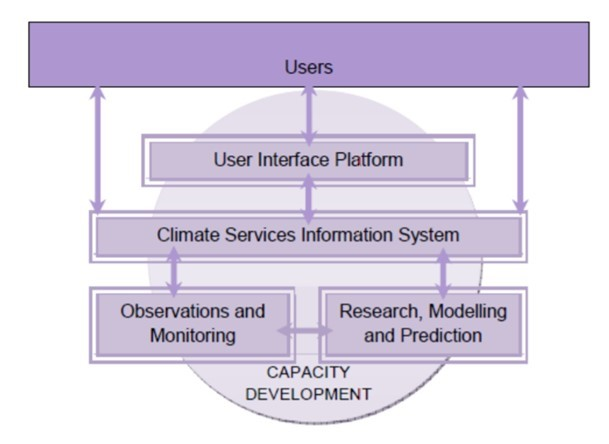 Users
User Interface Platform
Climate Services Information System
Observations and
Monitoring
Research, Modelling
and Prediction
CAPACITY
DEVELOPMENT